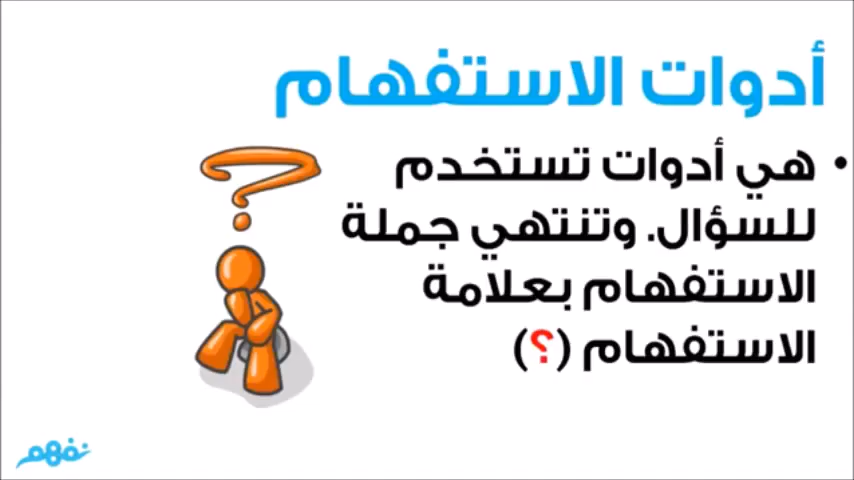 أدوات الاستفهام
• هي أدوات تستخدم
للسؤال. وتنتهي جملة
الاستفهام بعلامة
الاستفهام (؟)
نفهم